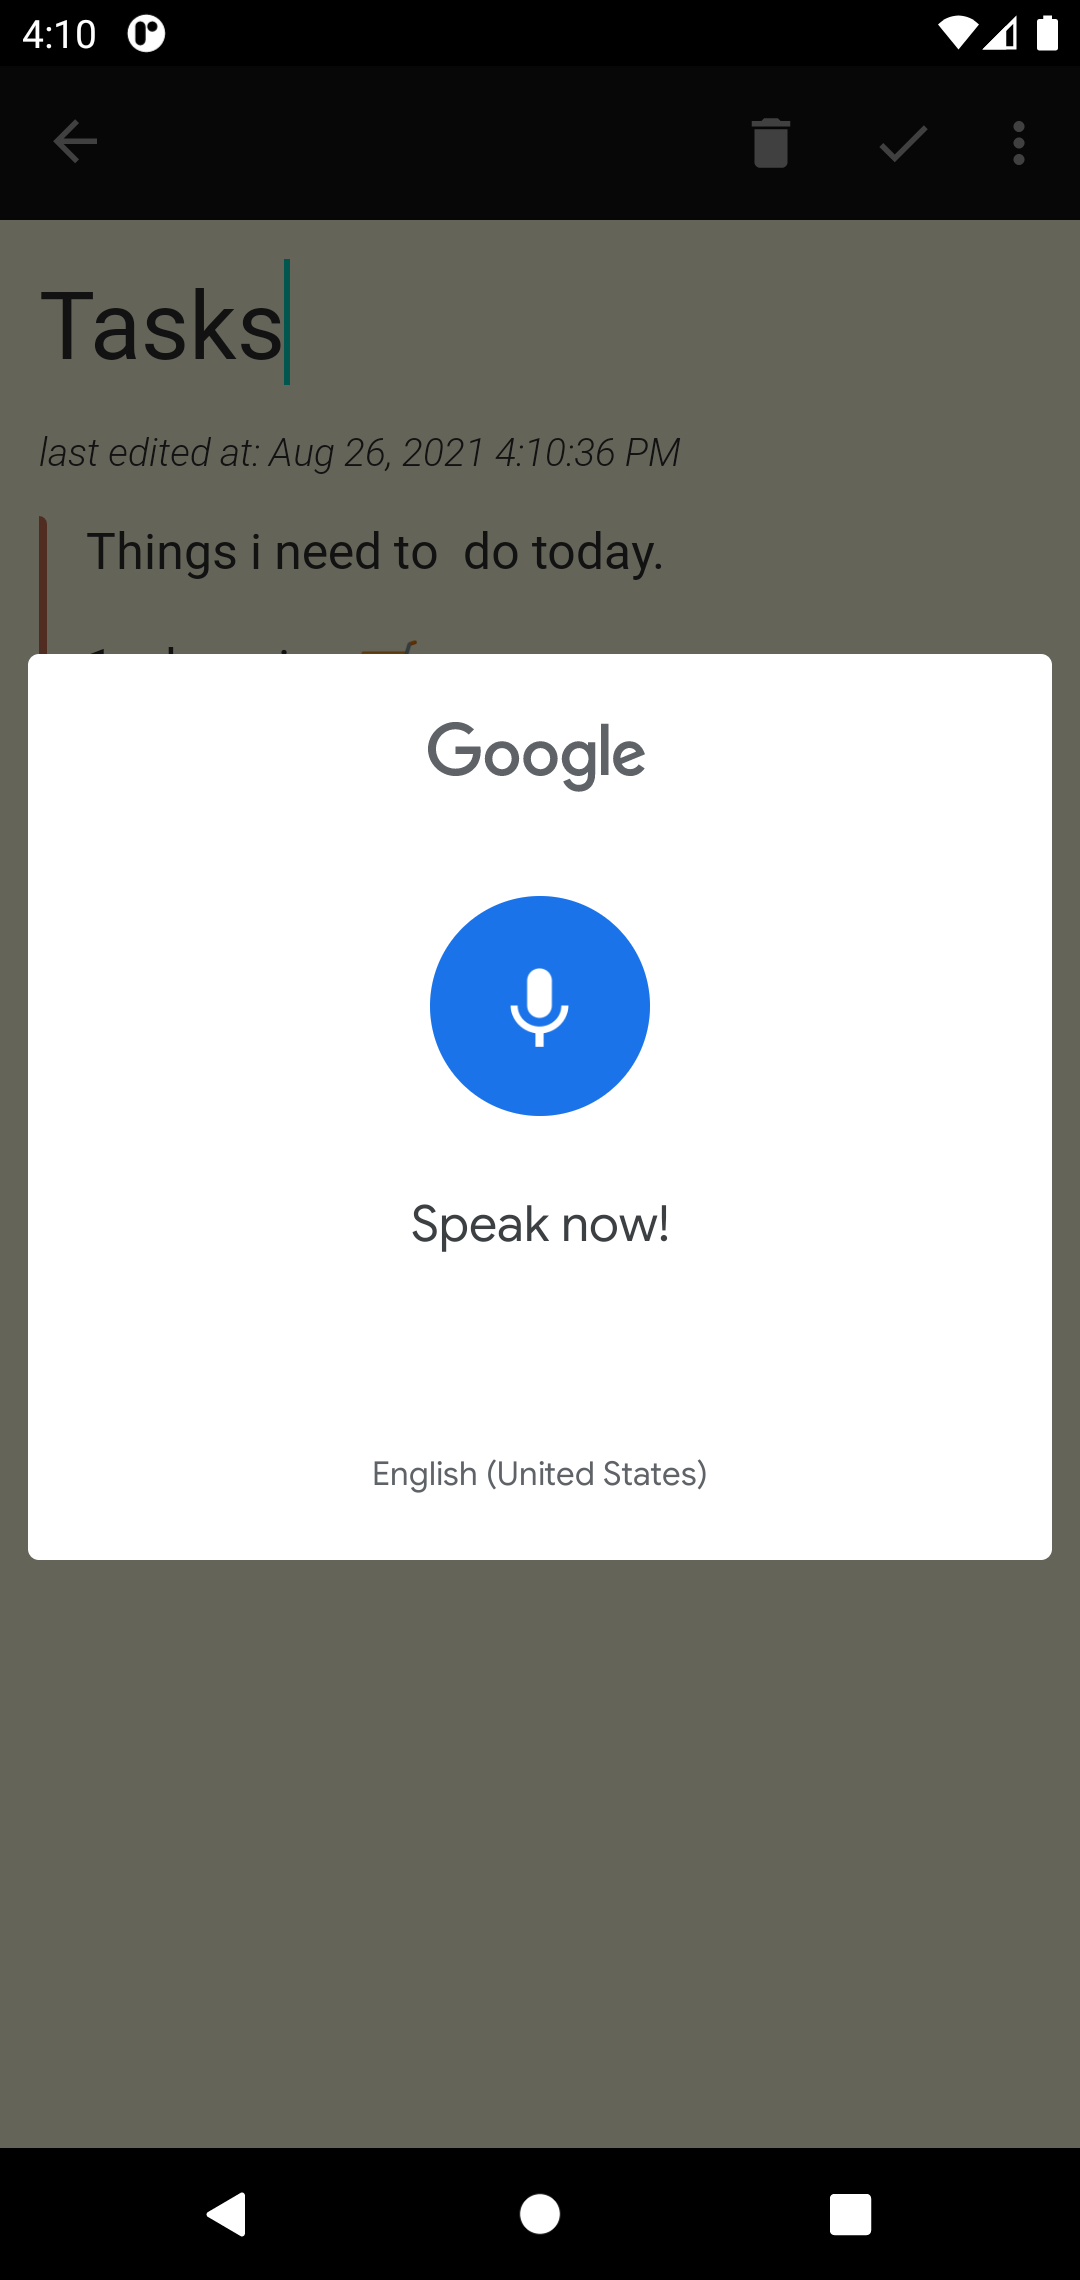 4:10
Tasks
last edited at: Aug 26, 2021 4:10:36 PM
Things i need to  do today.
Google
Speak now!
English (United States)